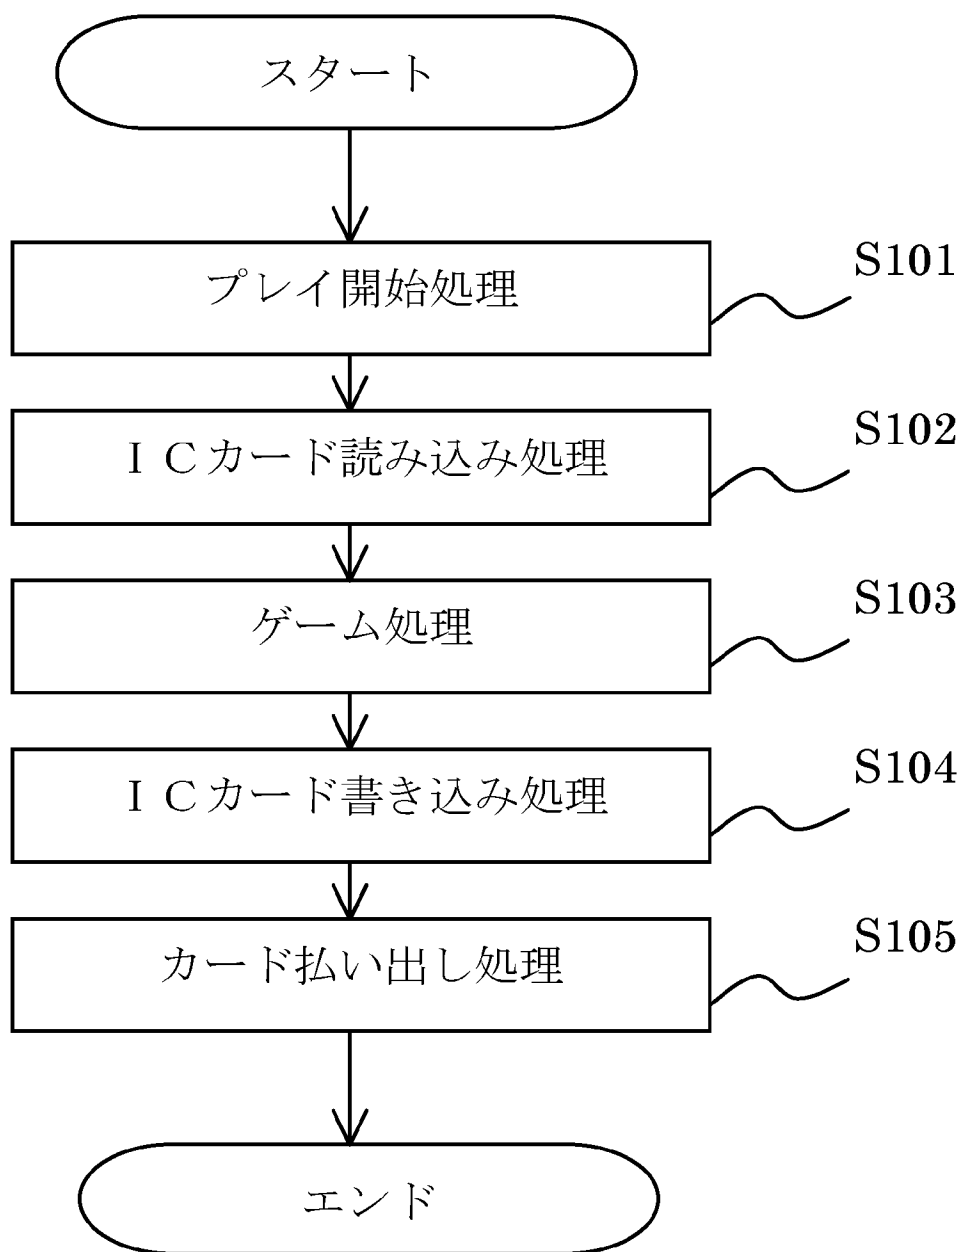 スタート
プレイ開始処理
S101
ＩＣカード読み込み処理
S102
ゲーム処理
S103
ＩＣカード書き込み処理
S104
カード払い出し処理
S105
エンド